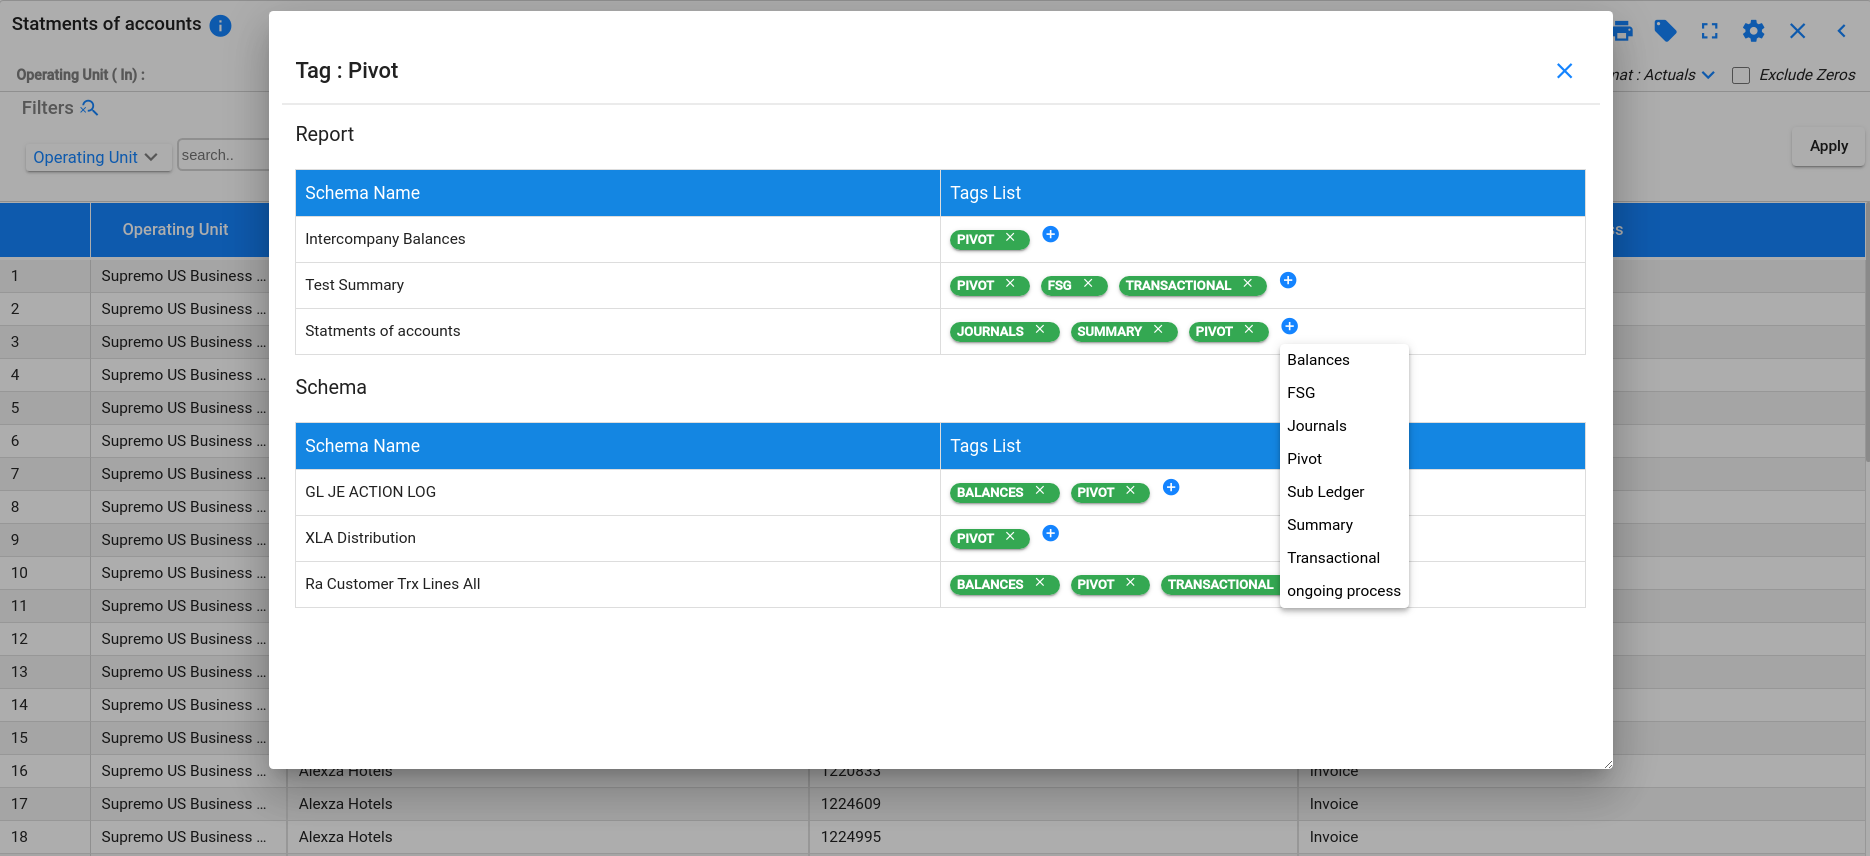 Statments of accounts
Operating Unit ( In) :
Filters
Operating Unit
search..
: Actuals
Exclude Zeros
Apply
Tag : Pivot
Report
Schema Name Tags List
Intercompany Balances PIVOT
Test Summary PIVOT FSG TRANSACTIONAL
Statments of accounts JOURNALS SUMMARY PIVOT
Balances
FSG
Journals
Pivot
Sub Ledger
Summary
Transactional
ongoing process
Schema
Schema Name Tags List
GL JE ACTION LOG BALANCES PIVOT
XLA Distribution PIVOT
Ra Customer Trx Lines All BALANCES PIVOT TRANSACTIONAL
Operating Unit
1 Supremo US Business ...
2 Supremo US Business ...
3 Supremo US Business ...
4 Supremo US Business ...
5 Supremo US Business ...
6 Supremo US Business ...
7 Supremo US Business ...
8 Supremo US Business ...
9 Supremo US Business ...
10 Supremo US Business ...
11 Supremo US Business ...
12 Supremo US Business ...
13 Supremo US Business ...
14 Supremo US Business ...
15 Supremo US Business ...
16 Supremo US Business ... Alexza Hotels 1220833 Invoice
17 Supremo US Business ... Alexza Hotels 1224609 Invoice
18 Supremo US Business ... Alexza Hotels 1224995 Invoice